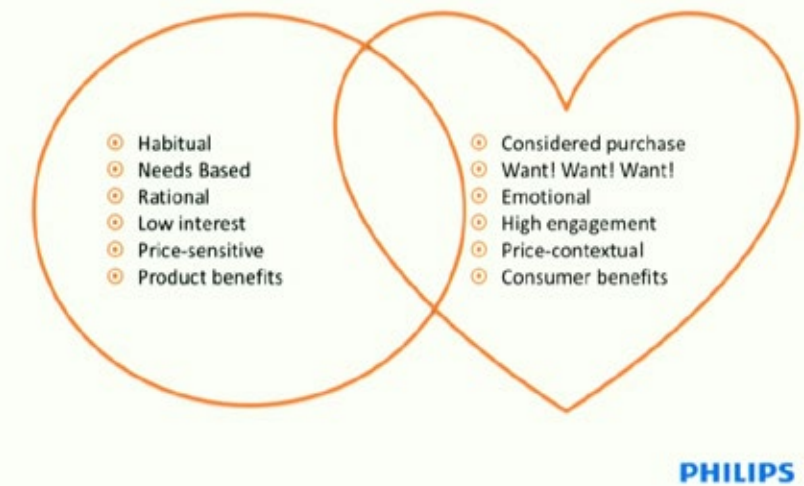 Habitual
Needs Based
Rational
Low interest
Price-sensitive
Product benefits
Considered purchase
Want! Want! Want!
Emotional
High engagement
Price-contextual
Consumer benefits
PHILIPS